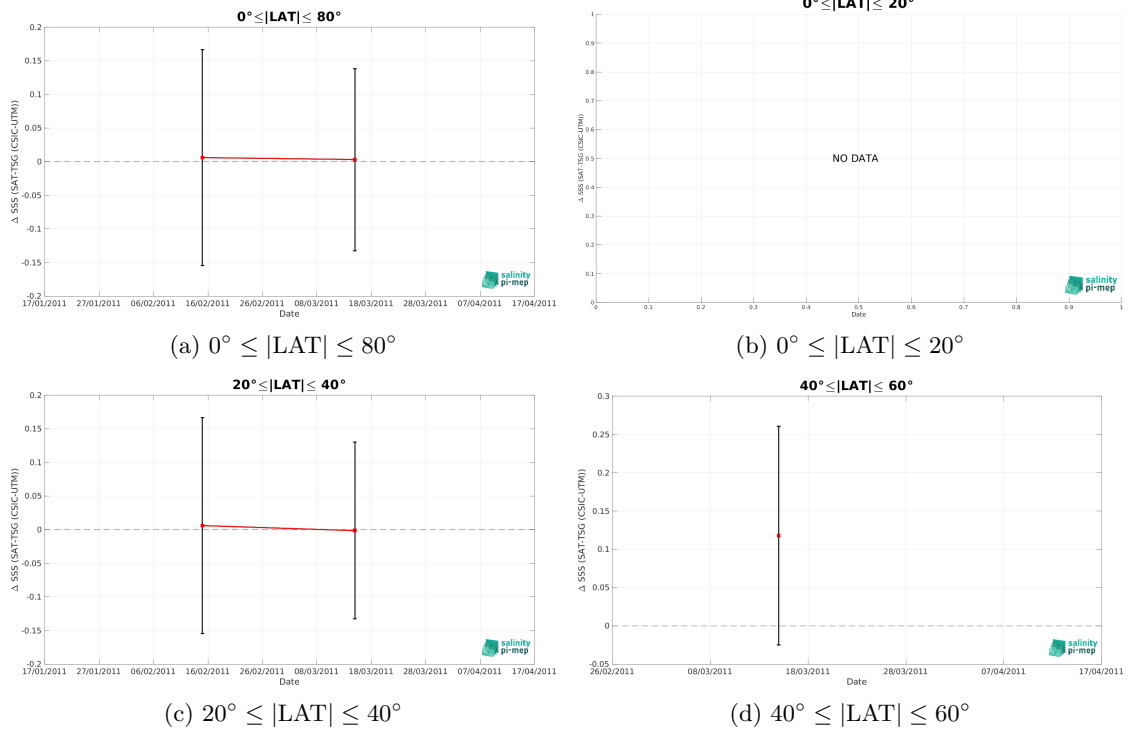 0°≤|LAT|≤ 80°
0.2
0.15
0.1
0.05
0
-0.05
-0.1
-0.15
-0.2
Δ SSS (SAT-TSG (CSIC-UTM))
17/01/2011 27/01/2011 06/02/2011 16/02/2011 26/02/2011 08/03/2011 18/03/2011 28/03/2011 07/04/2011 17/04/2011
Date
salinity
pi-mep
(a) 0° ≤ |LAT| ≤ 80°
0°≤|LAT|≤ 20°
1
0.9
0.8
0.7
0.6
0.5
0.4
0.3
0.2
0.1
0
Δ SSS (SAT-TSG (CSIC-UTM))
NO DATA
0 0.1 0.2 0.3 0.4 0.5 0.6 0.7 0.8 0.9 1
Date
salinity
pi-mep
(b) 0° ≤ |LAT| ≤ 20°
20°≤|LAT|≤ 40°
0.2
0.15
0.1
0.05
0
-0.05
-0.1
-0.15
-0.2
Δ SSS (SAT-TSG (CSIC-UTM))
17/01/2011 27/01/2011 06/02/2011 16/02/2011 26/02/2011 08/03/2011 18/03/2011 28/03/2011 07/04/2011 17/04/2011
Date
salinity
pi-mep
(c) 20° ≤ |LAT| ≤ 40°
40°≤|LAT|≤ 60°
0.3
0.25
0.2
0.15
0.1
0.05
0
-0.05
Δ SSS (SAT-TSG (CSIC-UTM))
26/02/2011 08/03/2011 18/03/2011 28/03/2011 07/04/2011 17/04/2011
Date
salinity
pi-mep
(d) 40° ≤ |LAT| ≤ 60°